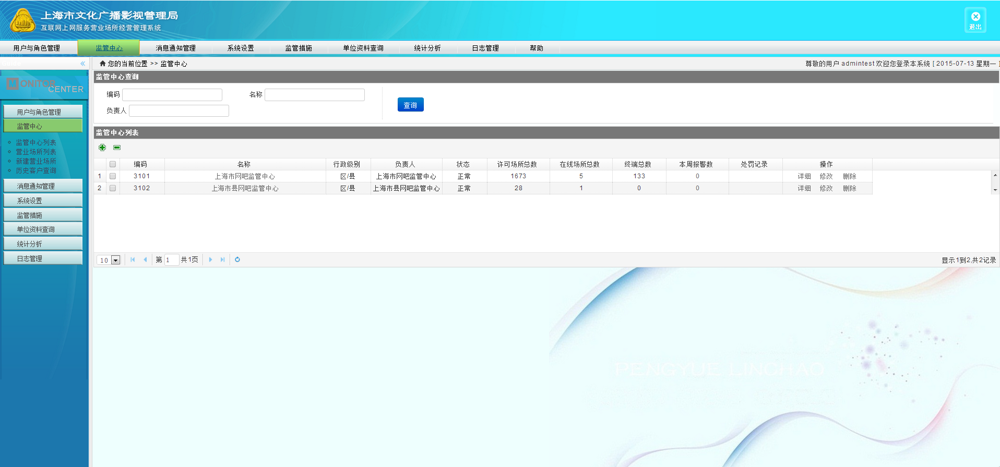 上海市文化广播影视管理局
互联网上网服务营业场所经营管理系统
退出
用户与角色管理 监管中心 消息通知管理 系统设置 监管措施 单位资料查询 统计分析 日志管理 帮助
您的当前位置 >> 监管中心
尊敬的用户 admintest 欢迎您登录本系统 [ 2015-07-13 星期一 ]
MONITOR
CENTER
用户与角色管理
监管中心
监管中心列表
营业场所列表
新建营业场所
历史客户查询
消息通知管理
系统设置
监管措施
单位资料查询
统计分析
日志管理
监管中心查询
编码 名称
负责人
查询
监管中心列表
编码 名称 行政级别 负责人 状态 许可场所总数 在线场所总数 终端总数 本周报警数 处罚记录 操作
1 3101 上海市网吧监管中心 区/县 上海市网吧监管中心 正常 1673 5 133 0 详细 修改 删除
2 3102 上海市县网吧监管中心 区/县 上海市县网吧监管中心 正常 28 1 0 0 详细 修改 删除
10 第 1 共1页
显示1到2,共2记录
PENGYUE LINCHAO